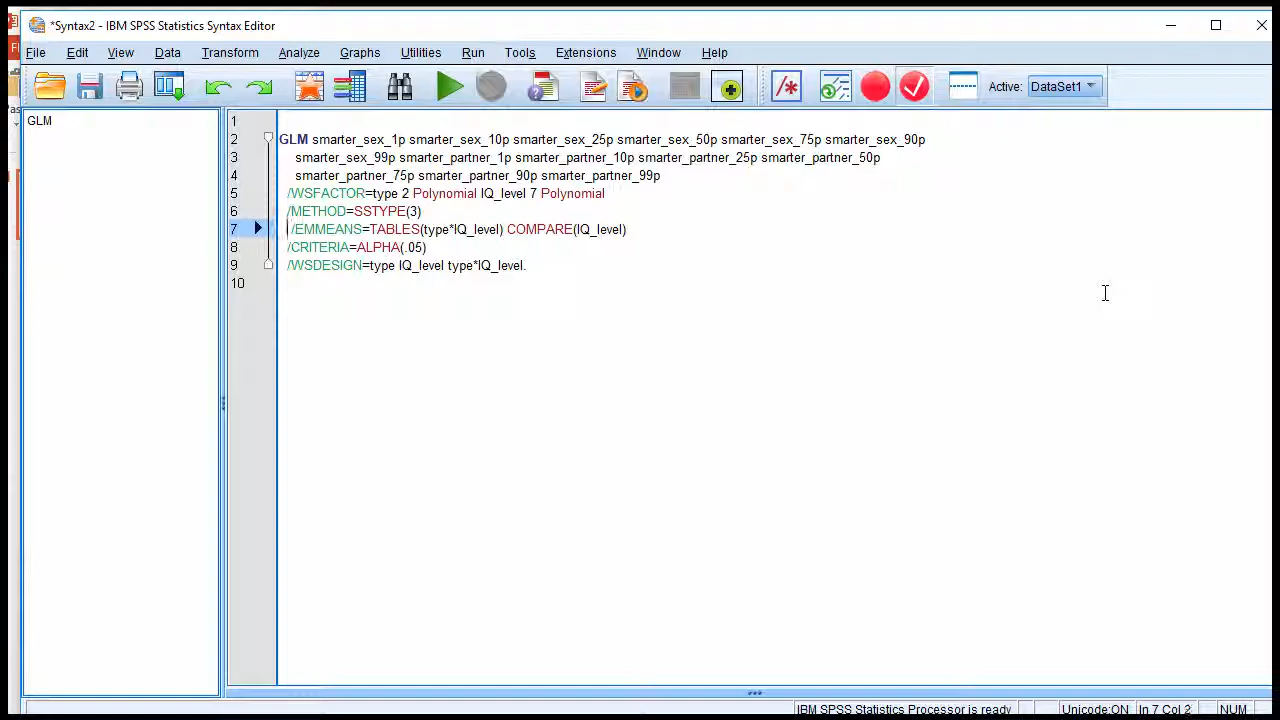 *Syntax2 - IBM SPSS Statistics Syntax Editor
File Edit View Data Transform Analyze Graphs Utilities Run Tools Extensions Window Help
Active: DataSet1
GLM
1
2 GLM smarter_sex_1p smarter_sex_10p smarter_sex_25p smarter_sex_50p smarter_sex_75p smarter_sex_90p
3 smarter_sex_99p smarter_partner_1p smarter_partner_10p smarter_partner_25p smarter_partner_50p
4 smarter_partner_75p smarter_partner_90p smarter_partner_99p
5 /WSFACTOR=type 2 Polynomial IQ_level 7 Polynomial
6 /METHOD=SSTYPE(3)
7 /EMMEANS=TABLES(type*IQ_level) COMPARE(IQ_level)
8 /CRITERIA=ALPHA(.05)
9 /WSDESIGN=type IQ_level type*IQ_level.
10
IBM SPSS Statistics Processor is ready Unicode:ON In 7 Col 2 NUM